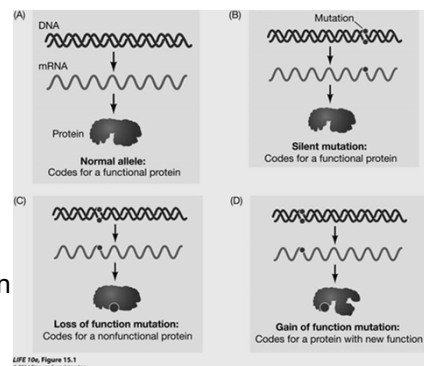 (A)
DNA
mRNA
Protein
Normal allele:
Codes for a functional protein
(B)
Mutation
Silent mutation:
Codes for a functional protein
(C)
Loss of function mutation:
Codes for a nonfunctional protein
(D)
Gain of function mutation:
Codes for a protein with new function
LIFE 10e, Figure 15.1